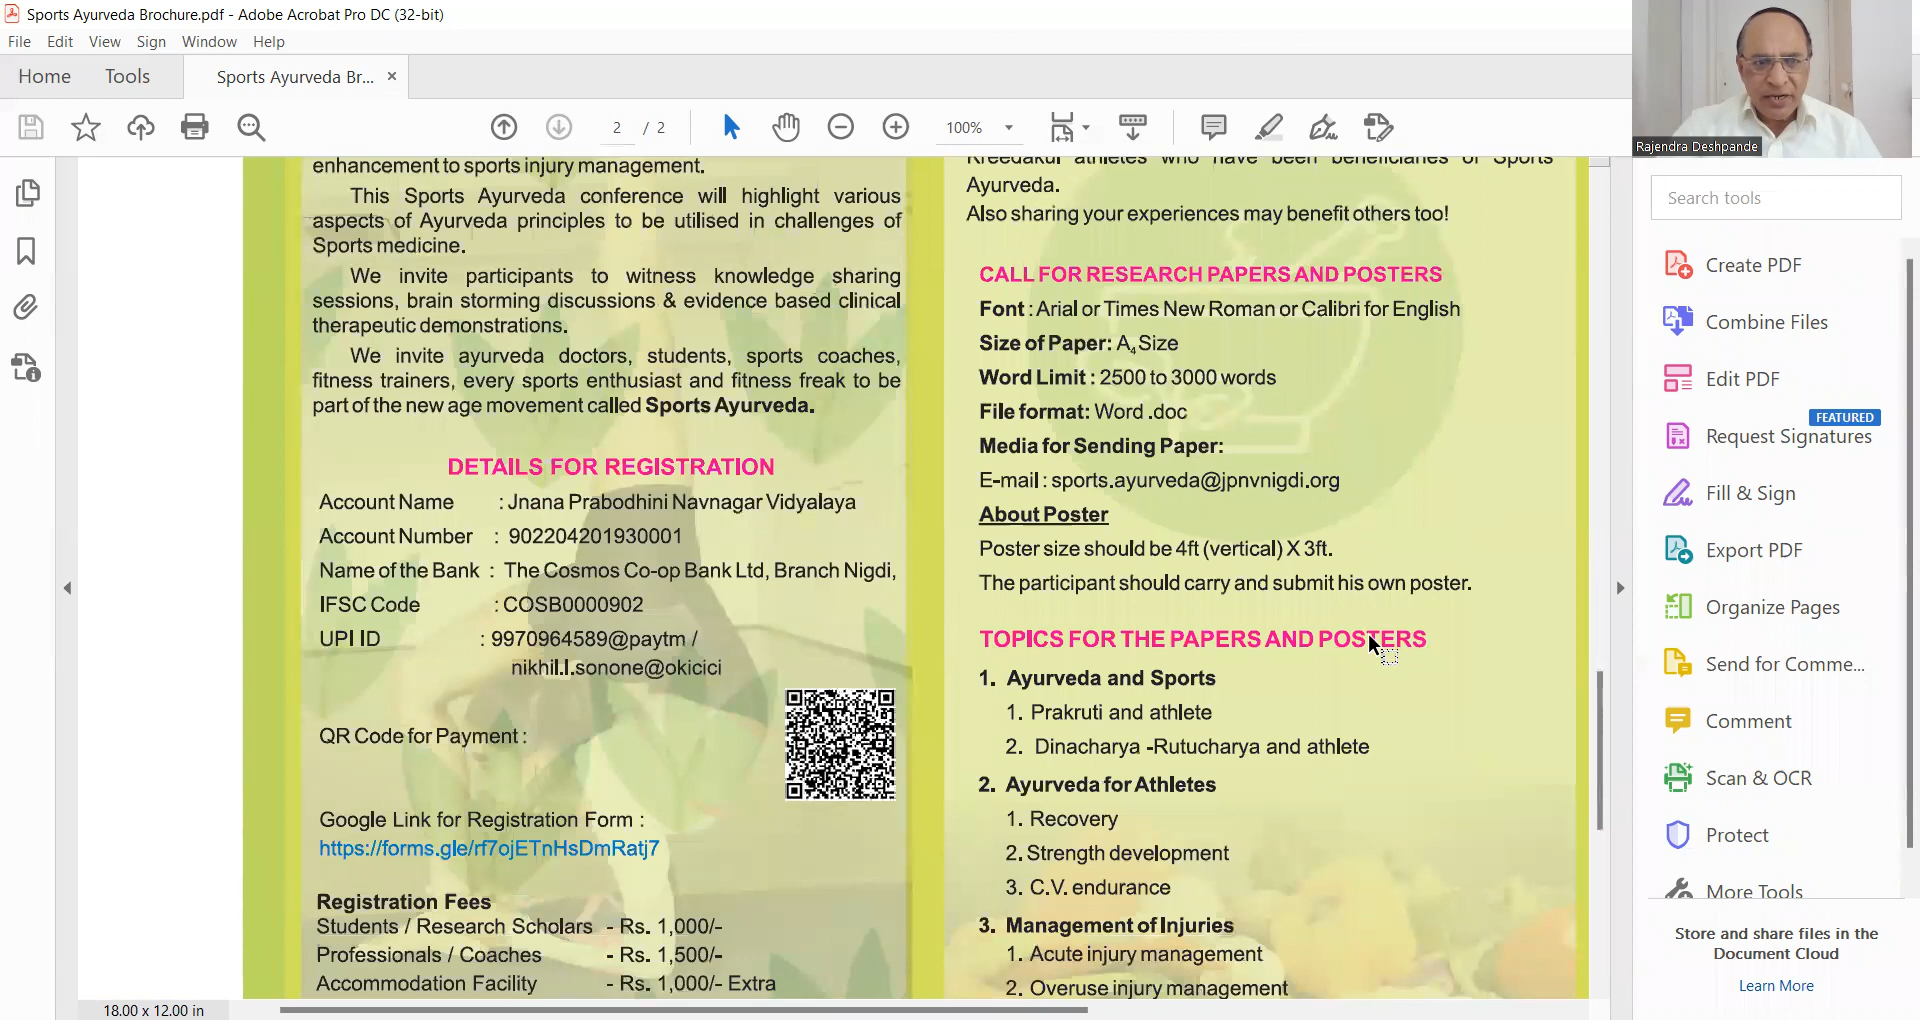 Sports Ayurveda Brochure.pdf - Adobe Acrobat Pro DC (32-bit)
File Edit View Sign Window Help
Home Tools Sports Ayurveda Br... ×
2 / 2 100%
Rajendra Deshpande
enhancement to sports injury management.
This Sports Ayurveda conference will highlight various
aspects of Ayurveda principles to be utilised in challenges of
Sports medicine.
We invite participants to witness knowledge sharing
sessions, brain storming discussions & evidence based clinical
therapeutic demonstrations.
We invite ayurveda doctors, students, sports coaches,
fitness trainers, every sports enthusiast and fitness freak to be
part of the new age movement called Sports Ayurveda.
DETAILS FOR REGISTRATION
Account Name : Jnana Prabodhini Navnagar Vidyalaya
Account Number : 902204201930001
Name of the Bank : The Cosmos Co-op Bank Ltd, Branch Nigdi,
IFSC Code : COSB0000902
UPI ID : 9970964589@paytm /
nikhil.l.sonone@okicici
QR Code for Payment :
Google Link for Registration Form :
https://forms.gle/rf7ojETnHsDmRatj7
Registration Fees
Students / Research Scholars - Rs. 1,000/-
Professionals / Coaches - Rs. 1,500/-
Accommodation Facility - Rs. 1,000/- Extra
Kreedakul athletes who have been beneficiaries of Sports
Ayurveda.
Also sharing your experiences may benefit others too!
CALL FOR RESEARCH PAPERS AND POSTERS
Font : Arial or Times New Roman or Calibri for English
Size of Paper: A4 Size
Word Limit : 2500 to 3000 words
File format: Word .doc
Media for Sending Paper:
E-mail : sports.ayurveda@jpnvnigdi.org
About Poster
Poster size should be 4ft (vertical) X 3ft.
The participant should carry and submit his own poster.
TOPICS FOR THE PAPERS AND POSTERS
1. Ayurveda and Sports
1. Prakruti and athlete
2. Dinacharya -Rutucharya and athlete
2. Ayurveda for Athletes
1. Recovery
2. Strength development
3. C.V. endurance
3. Management of Injuries
1. Acute injury management
2. Overuse injury management
Search tools
Create PDF
Combine Files
Edit PDF
FEATURED
Request Signatures
Fill & Sign
Export PDF
Organize Pages
Send for Comme...
Comment
Scan & OCR
Protect
More Tools
Store and share files in the
Document Cloud
Learn More
18.00 x 12.00 in